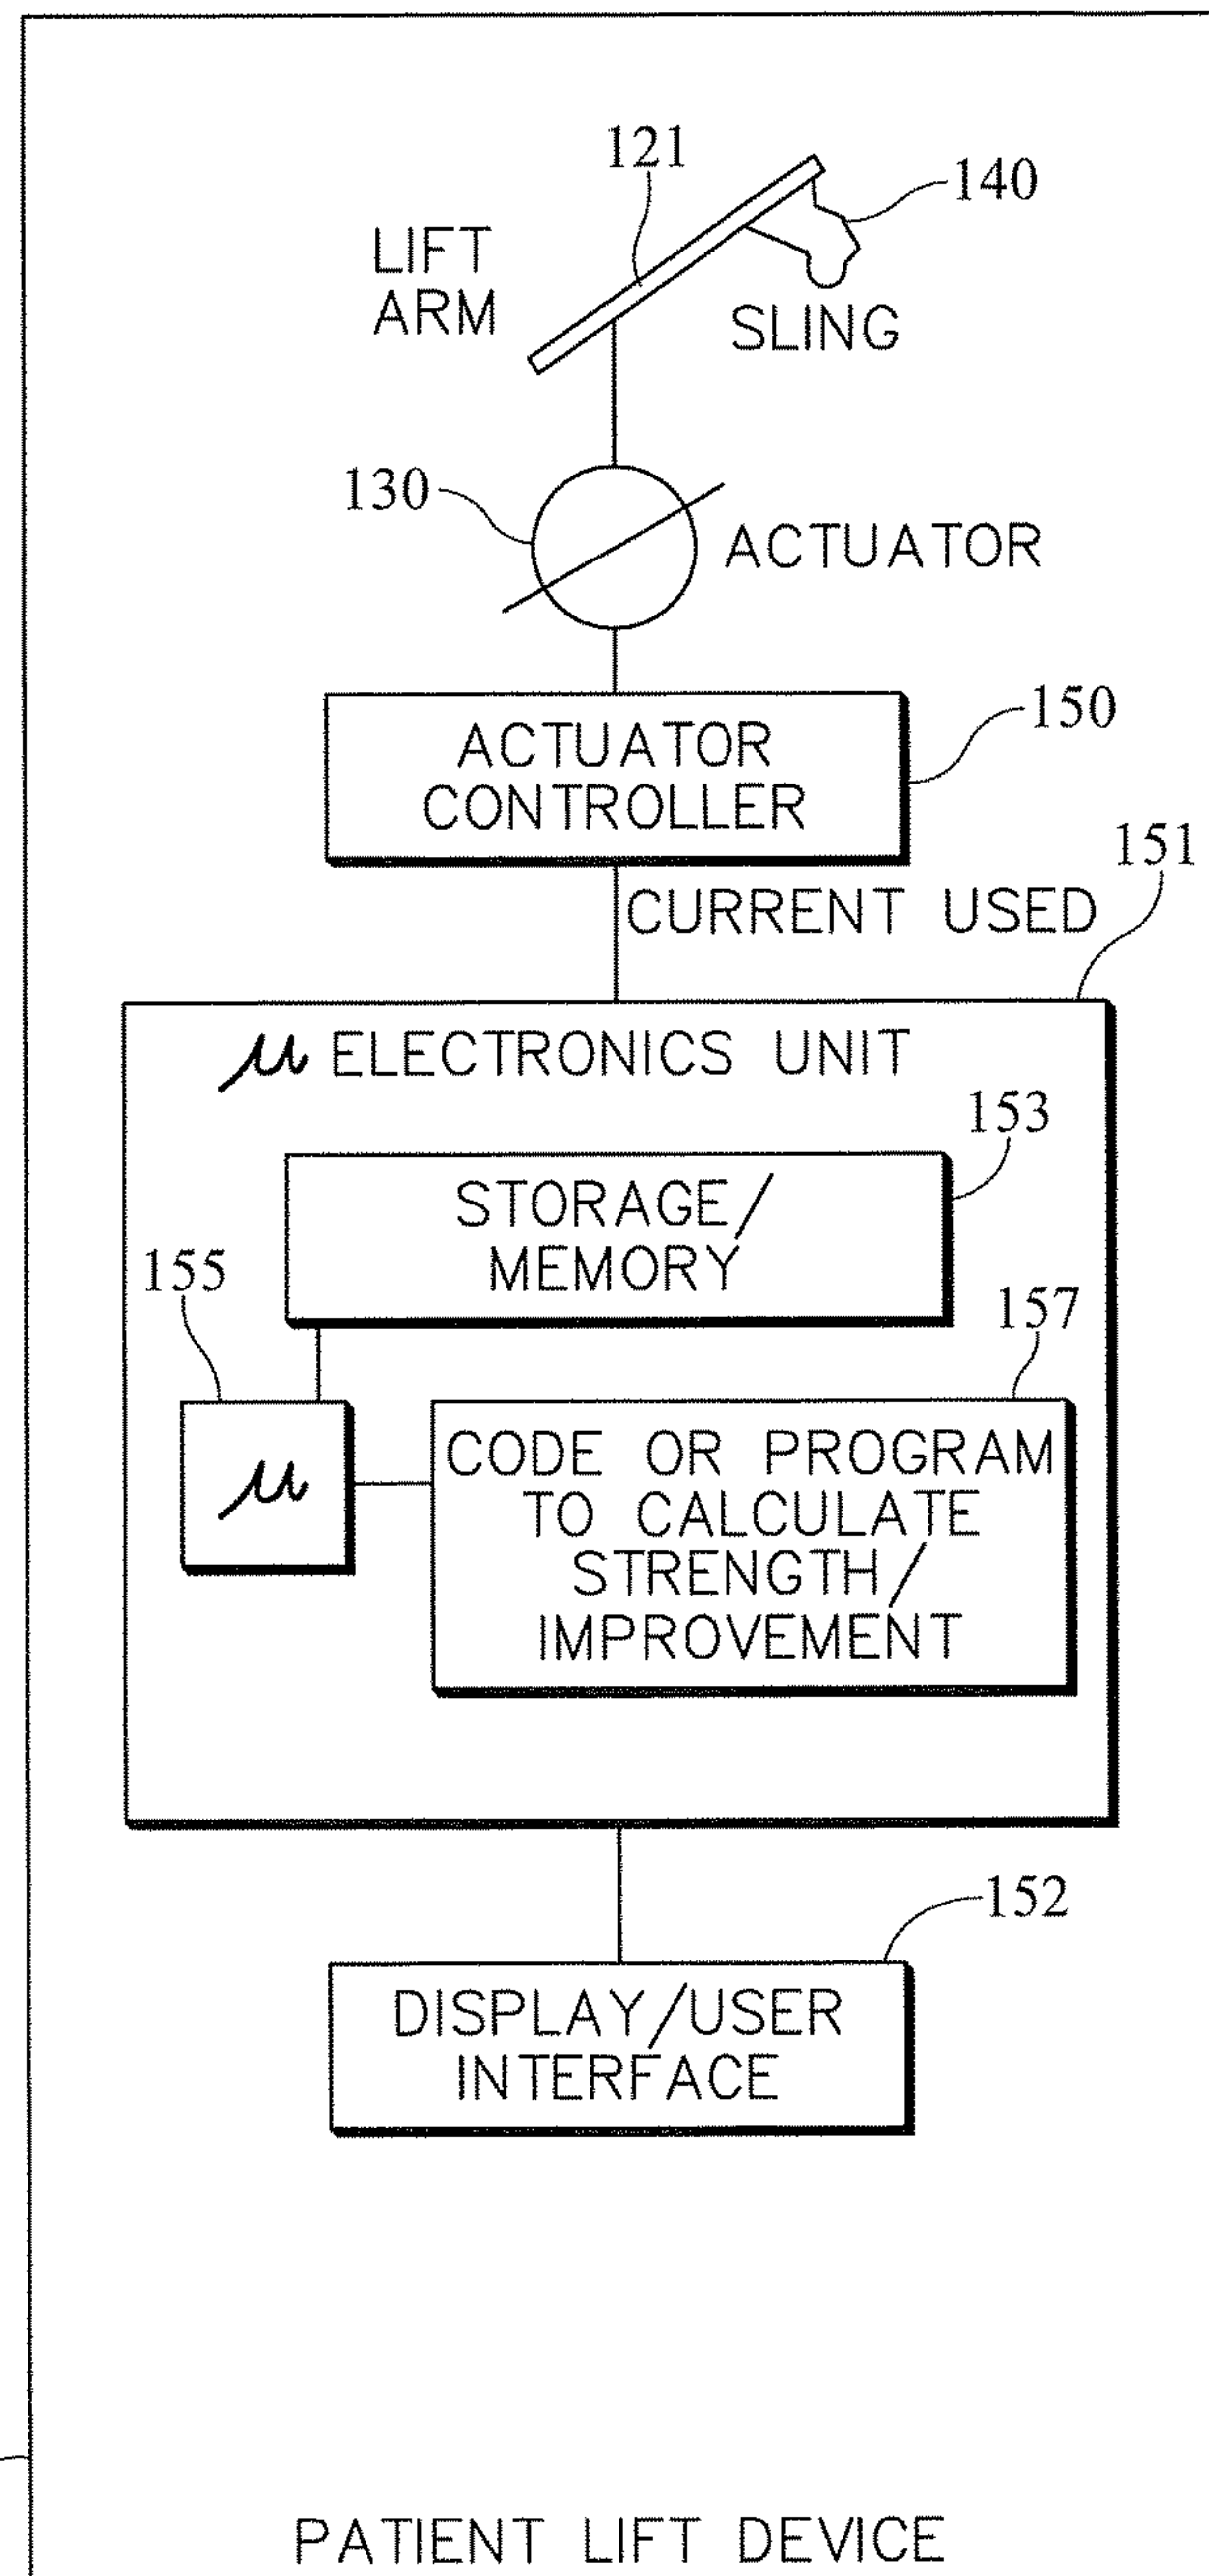 121
140
LIFT
ARM
SLING
130
ACTUATOR
150
ACTUATOR
CONTROLLER
151
CURRENT USED
μ ELECTRONICS UNIT
153
STORAGE/
MEMORY
155
157
μ
CODE OR PROGRAM
TO CALCULATE
STRENGTH/
IMPROVEMENT
152
DISPLAY/USER
INTERFACE
PATIENT LIFT DEVICE